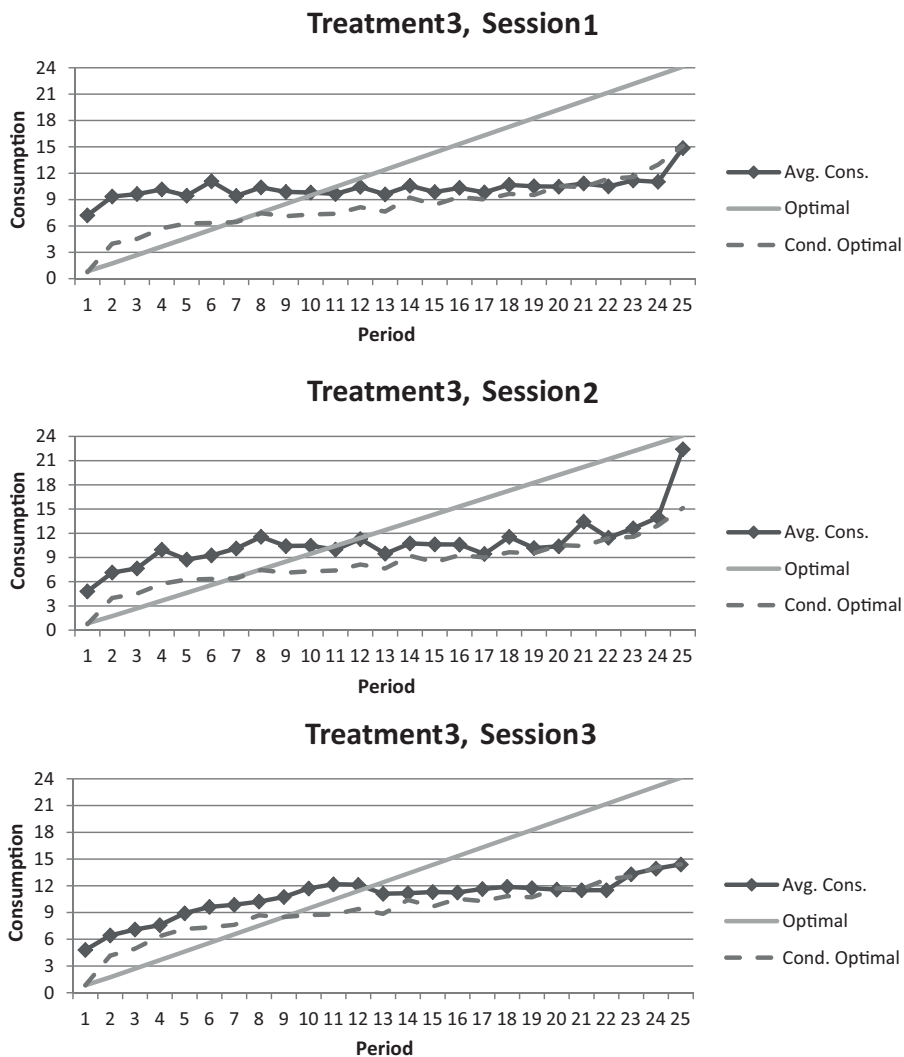 Treatment3, Session1
24
21
18
15
12
9
6
3
0
Consumption
1 2 3 4 5 6 7 8 9 10 11 12 13 14 15 16 17 18 19 20 21 22 23 24 25
Period
Avg. Cons.
Optimal
Cond. Optimal
Treatment3, Session2
24
21
18
15
12
9
6
3
0
Consumption
1 2 3 4 5 6 7 8 9 10 11 12 13 14 15 16 17 18 19 20 21 22 23 24 25
Period
Avg. Cons.
Optimal
Cond. Optimal
Treatment3, Session3
24
21
18
15
12
9
6
3
0
Consumption
1 2 3 4 5 6 7 8 9 10 11 12 13 14 15 16 17 18 19 20 21 22 23 24 25
Period
Avg. Cons.
Optimal
Cond. Optimal